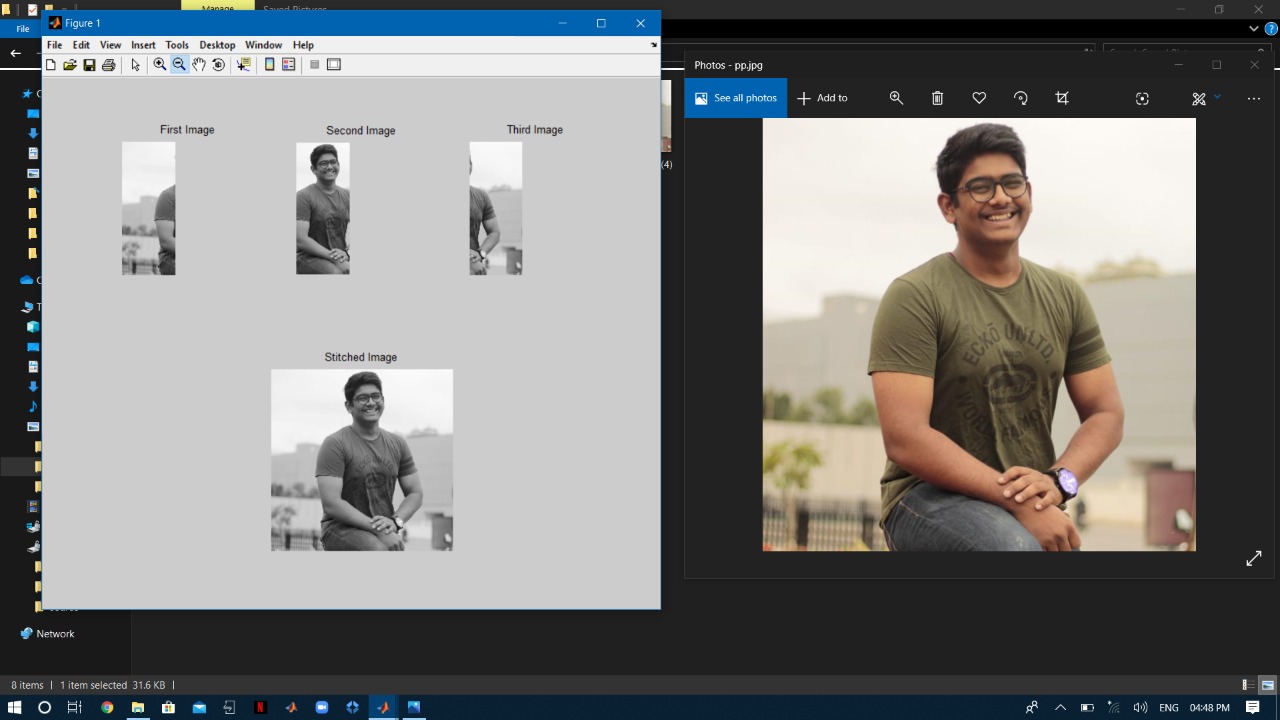 Manage
Saved Pictures
Figure 1
File
File Edit View Insert Tools Desktop Window Help
First Image
Second Image
Third Image
Stitched Image
(4)
Photos - pp.jpg
See all photos
Add to
ECKŌ UNLTD.
Network
8 items
1 item selected 31.6 KB
ENG
04:48 PM